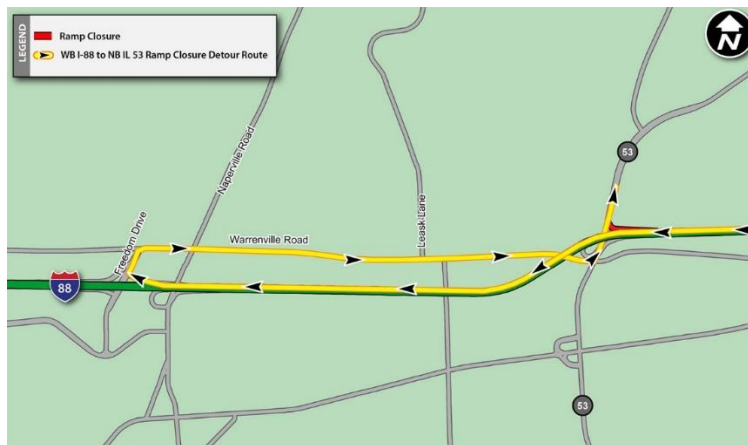 LEGEND
Ramp Closure
WB I-88 to NB IL 53 Ramp Closure Detour Route
N
53
Naperville Road
Freedom Drive
Leask Lane
Warrenville Road
88
53